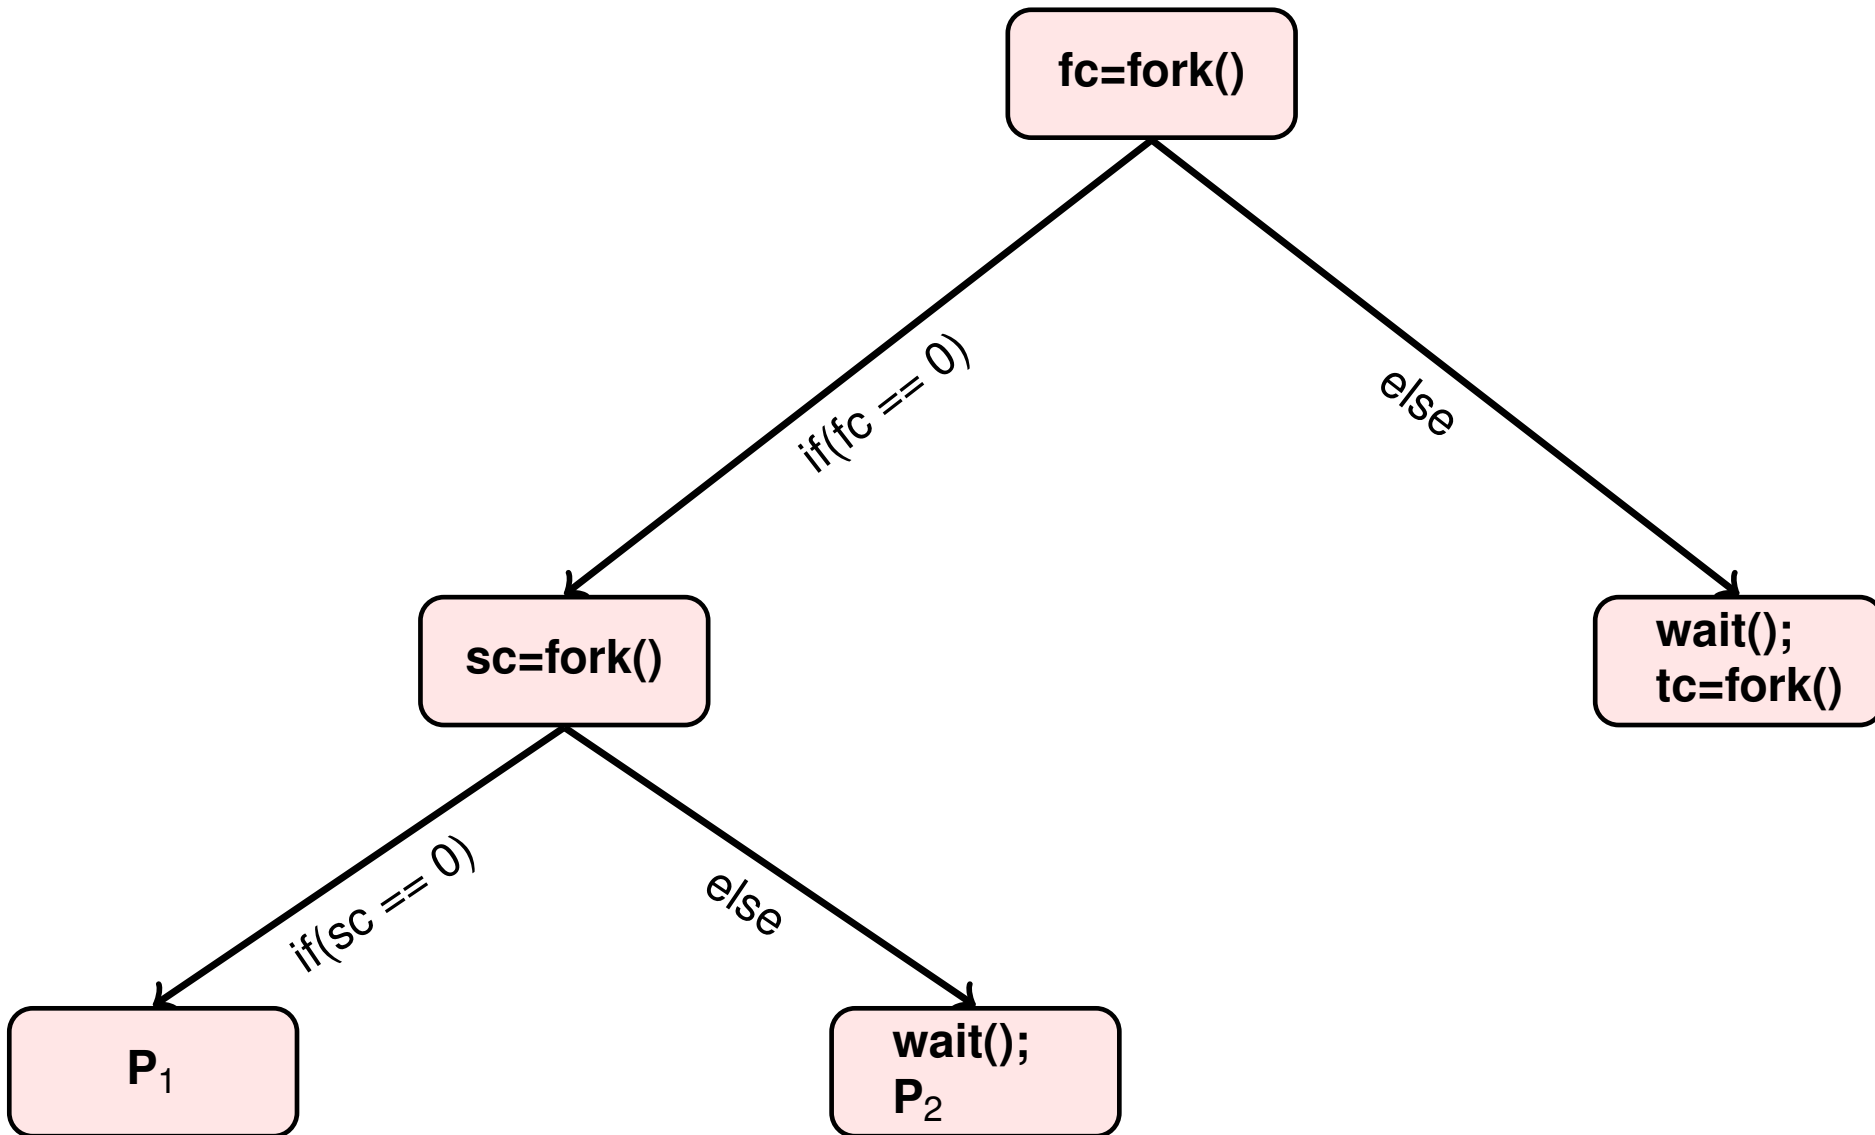 fc=fork()
if(fc == 0)
else
sc=fork()
wait();
tc=fork()
if(sc == 0)
else
P₁
wait();
P₂